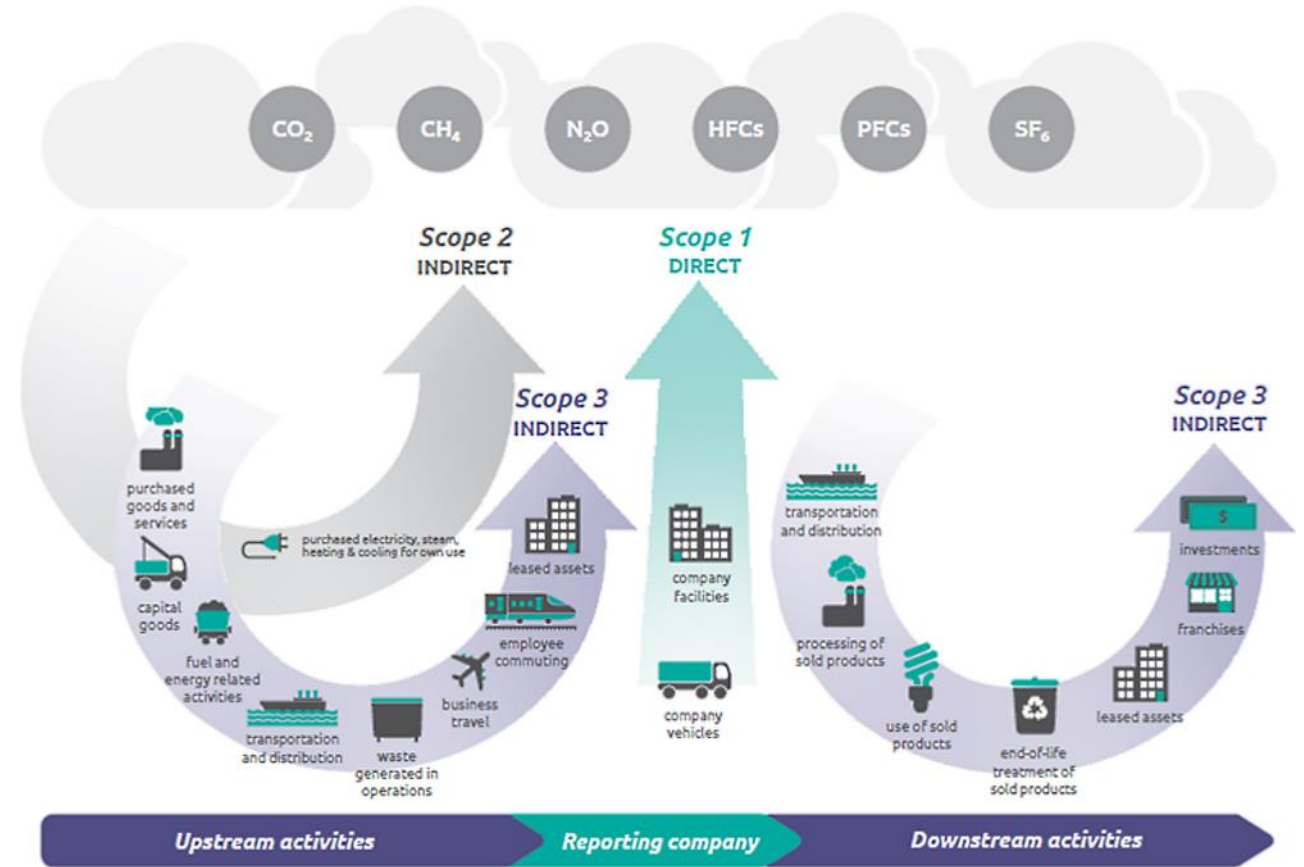 CO₂
CH₄
N₂O
HFCs
PFCs
SF₆
Scope 2
INDIRECT
Scope 1
DIRECT
Scope 3
INDIRECT
Scope 3
INDIRECT
purchased
goods and
services
capital
goods
fuel and
energy related
activities
transportation
and distribution
waste
generated in
operations
business
travel
employee
commuting
leased assets
purchased electricity, steam,
heating & cooling for own use
company
facilities
company
vehicles
transportation
and distribution
processing of
sold products
use of sold
products
end-of-life
treatment of
sold products
leased assets
franchises
investments
$
Upstream activities
Reporting company
Downstream activities